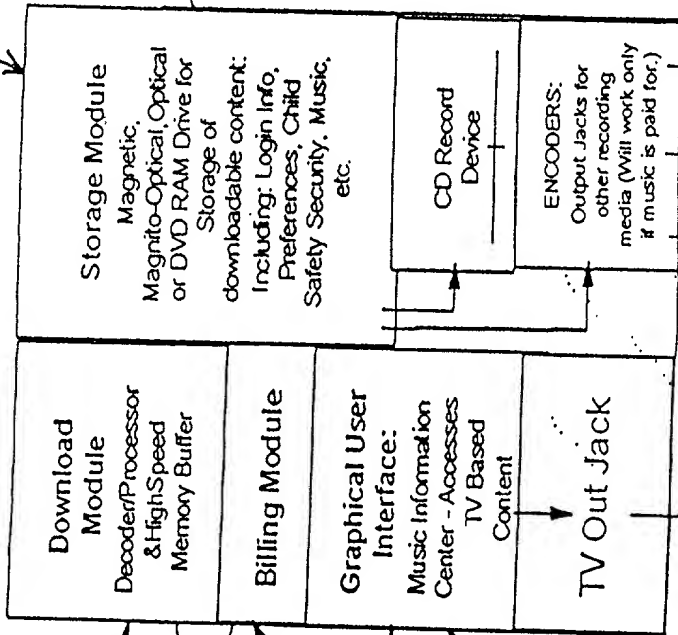 Download
Module
Decoder/Processor
& High Speed
Memory Buffer
Billing Module
Graphical User
Interface:
Music Information
Center - Accesses
TV Based
Content
TV Out Jack
Storage Module
Magnetic,
Magnito-Optical, Optical
or DVD RAM Drive for
Storage of
downloadable content:
Including: Login Info,
Preferences, Child
Safety Security, Music,
etc.
CD Record
Device
ENCODERS:
Output Jacks for
other recording
media (Will work only
if music is paid for.)